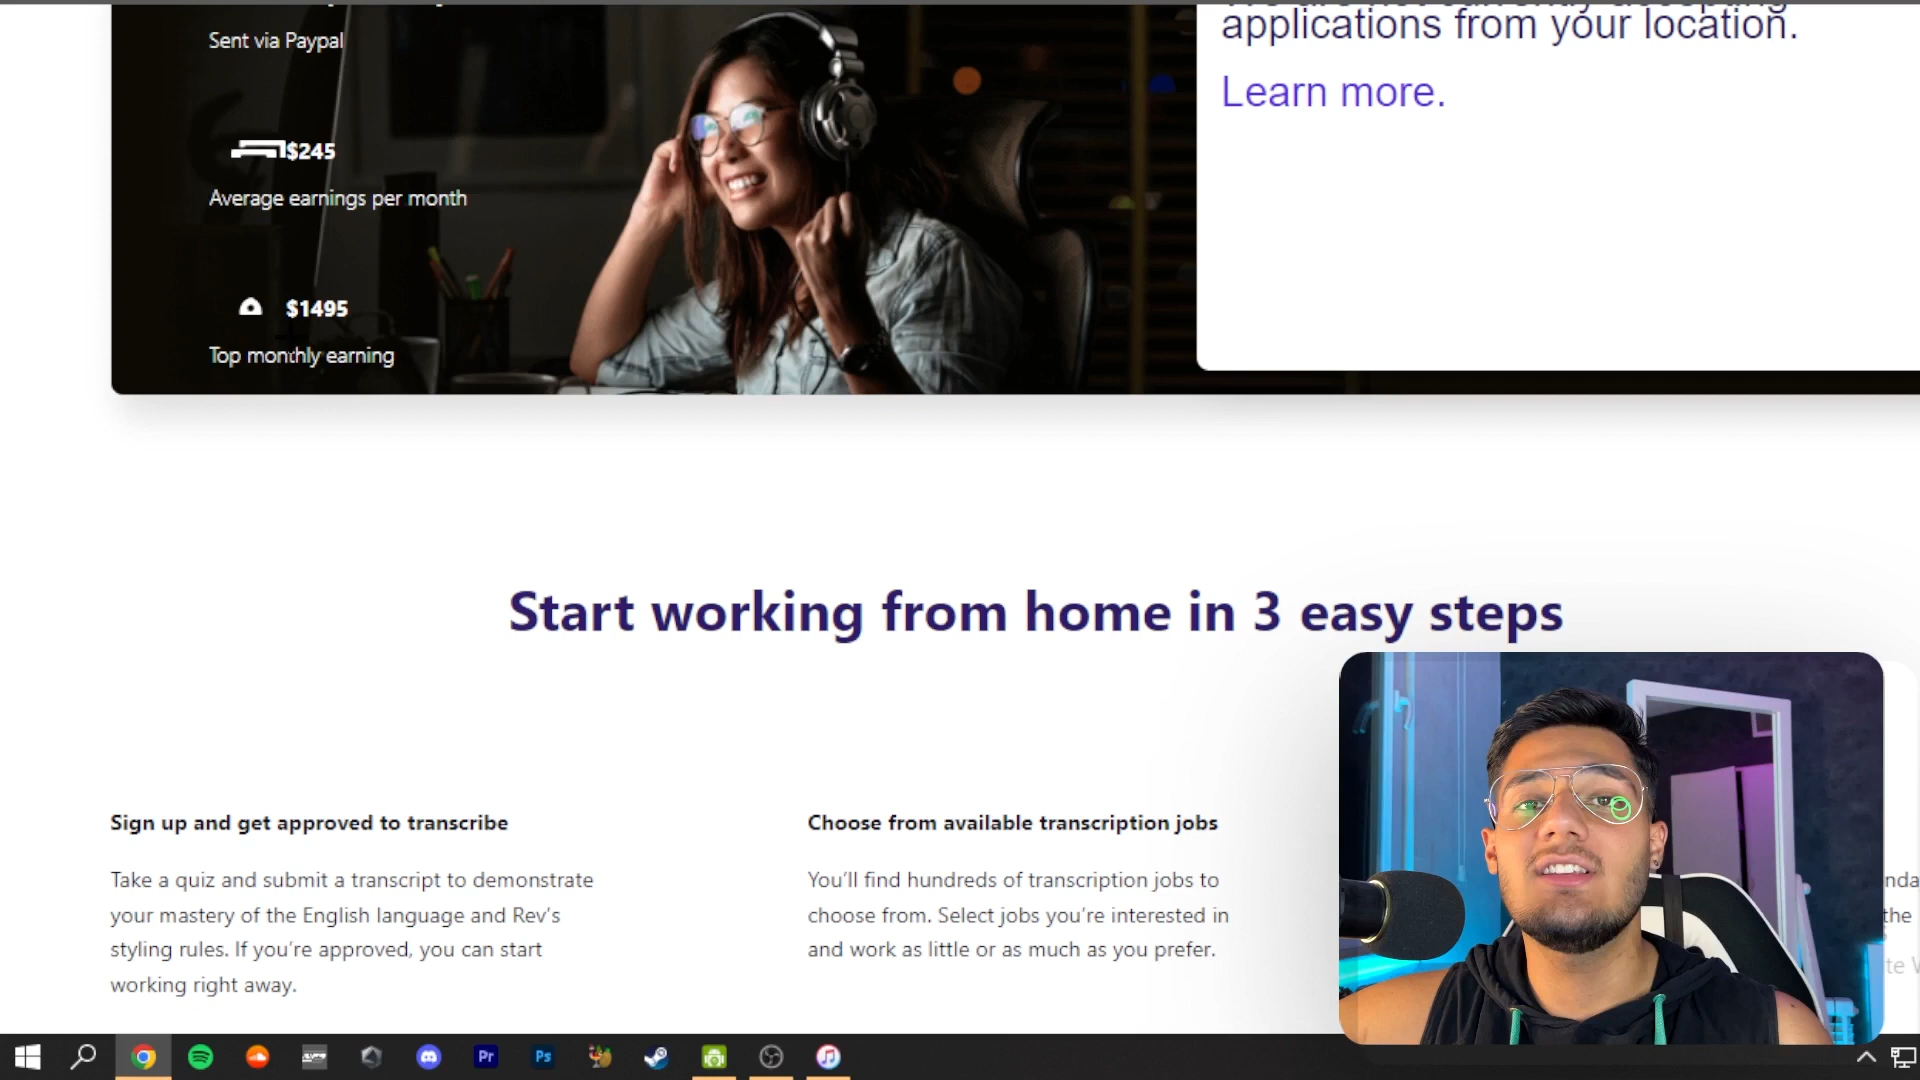 Sent via Paypal
$245
Average earnings per month
$1495
Top monthly earning
applications from your location.
Learn more.
Start working from home in 3 easy steps
Sign up and get approved to transcribe
Take a quiz and submit a transcript to demonstrate
your mastery of the English language and Rev's
styling rules. If you're approved, you can start
working right away.
Choose from available transcription jobs
You'll find hundreds of transcription jobs to
choose from. Select jobs you're interested in
and work as little or as much as you prefer.
the
Pr
Ps